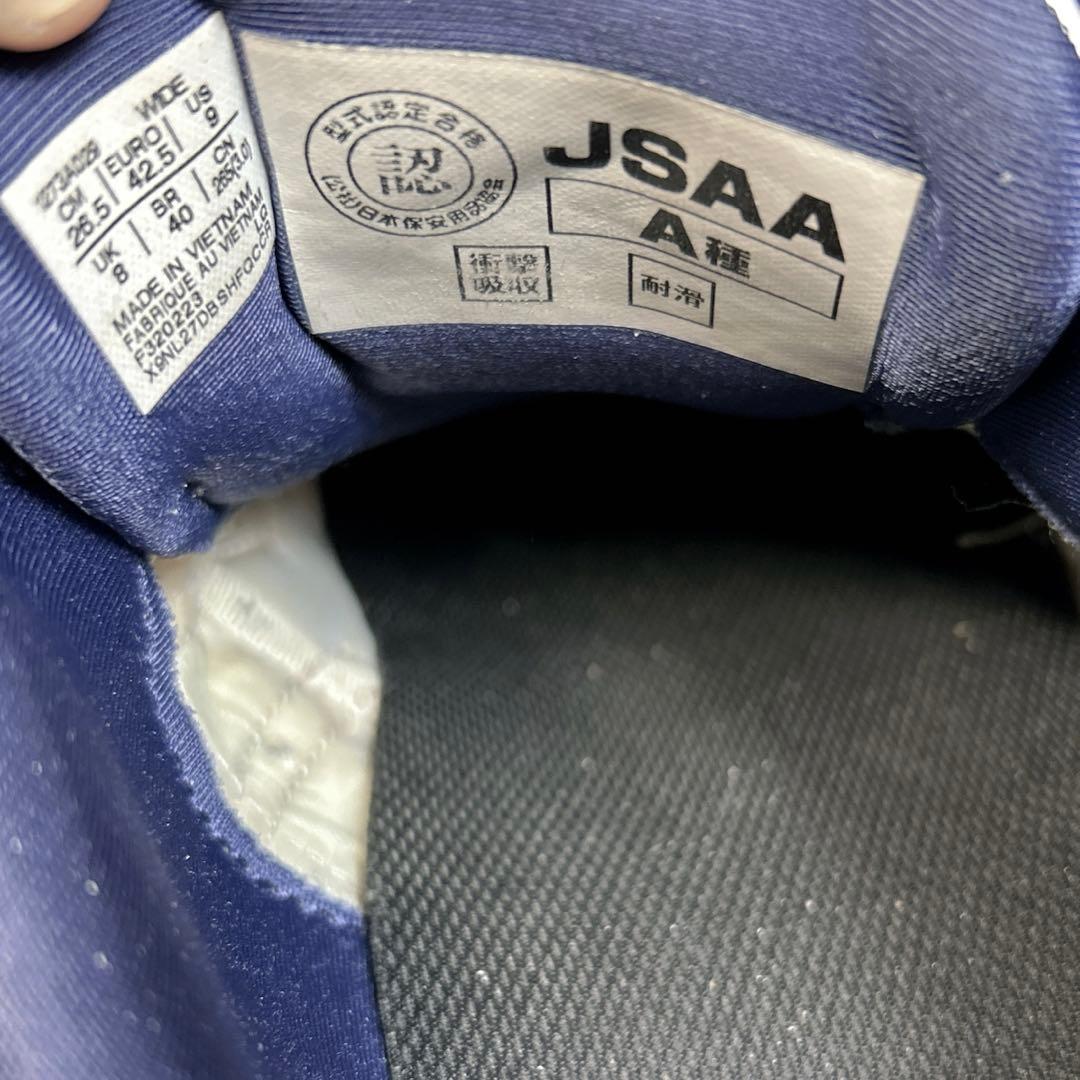 1273A029 WIDE
CM EURO US
26.5 42.5 9
UK BR CN
8 40 265(3.0)
MADE IN VIETNAM
FABRIQUE AU VIETNAM
F320223
型式認定合格
認
(公社)日本保安用品協会
衝撃
吸収
JSAA
A種
耐滑